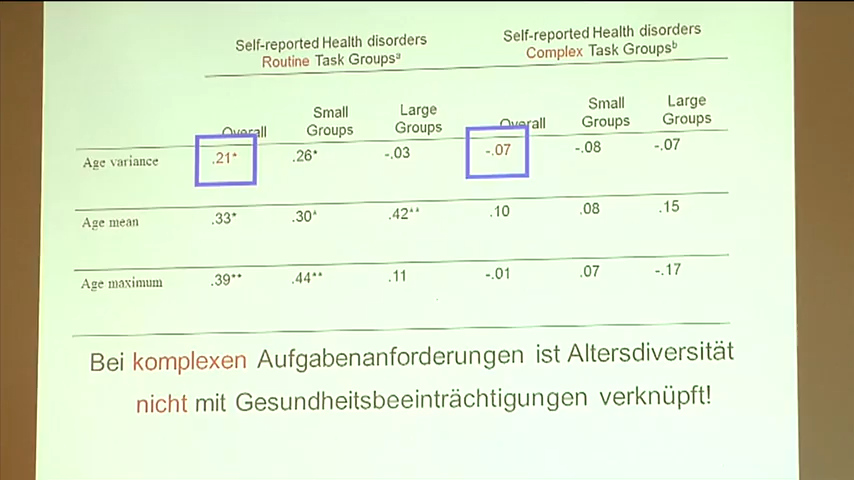 Self-reported Health disorders
Routine Task Groupsᵃ
Self-reported Health disorders
Complex Task Groupsᵇ
Overall Small Groups Large Groups Overall Small Groups Large Groups
Age variance .21* .26* -.03 -.07 -.08 -.07
Age mean .33* .30* .42** .10 .08 .15
Age maximum .39** .44** .11 -.01 .07 -.17
Bei komplexen Aufgabenanforderungen ist Altersdiversität
nicht mit Gesundheitsbeeinträchtigungen verknüpft!